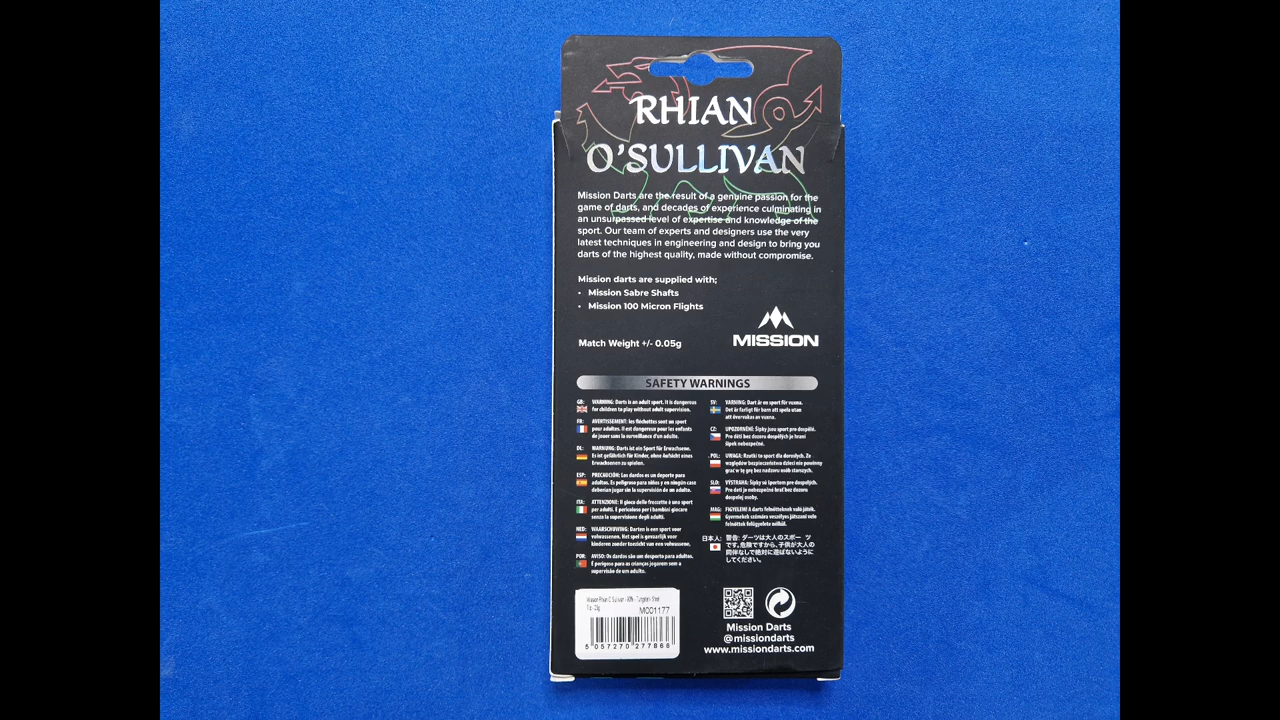 RHIAN
O'SULLIVAN
Mission Darts are the result of a genuine passion for the
game of darts, and decades of experience culminating in
an unsurpassed level of expertise and knowledge of the
sport. Our team of experts and designers use the very
latest techniques in engineering and design to bring you
darts of the highest quality, made without compromise.
Mission darts are supplied with;
• Mission Sabre Shafts
• Mission 100 Micron Flights
Match Weight +/- 0.05g
MISSION
SAFETY WARNINGS
GB: WARNING: Darts is an adult sport. It is dangerous
for children to play without adult supervision.
FR: AVERTISSEMENT: les fléchettes sont un sport
pour adultes. Il est dangereux pour les enfants
de jouer sans la surveillance d'un adulte.
DL: WARNUNG: Darts ist ein Sport für Erwachsene.
Es ist gefährlich für Kinder, ohne Aufsicht eines
Erwachsenen zu spielen.
ESP: PRECAUCIÓN: Los dardos es un deporte para
adultos. Es peligroso para niños y en ningún caso
deberían jugar sin la supervisión de un adulto.
ITA: ATTENZIONE: Il gioco delle freccette è uno sport
per adulti. È pericoloso per i bambini giocare
senza la supervisione degli adulti.
NED: WAARSCHUWING: Darten is een sport voor
volwassenen. Het spel is gevaarlijk voor
kinderen zonder toezicht van een volwassene.
POR: AVISO: Os dardos são um desporto para adultos.
É perigoso para as crianças jogarem sem a
supervisão de um adulto.
SV: VARNING: Dart är en sport för vuxna.
Det är farligt för barn att spela utan
att övervakas av vuxna.
CZ: UPOZORNĚNÍ: Šipky jsou sport pro dospělé.
Pro děti bez dozoru dospělých je hraní
šipek nebezpečné.
POL: UWAGA: Rzutki to sport dla dorosłych. Ze
względów bezpieczeństwa dzieci nie powinny
grać w tę grę bez nadzoru osób starszych.
SLO: VÝSTRAHA: Šípky sú športom pre dospelých.
Pre deti je nebezpečné hrať bez dozoru
dospelej osoby.
MAG: FIGYELEM! A darts felnőtteknek való játék.
Gyermekek számára veszélyes játszani vele
felnőttek felügyelete nélkül.
日本人: 警告: ダーツは大人のスポー ツ
です。危険ですから、子供が大人の
同伴なしで絶対に遊ばないように
してください。
Mission Rhian O'Sullivan - 90% - Tungsten - Steel
M001177
5 057270 277866
Mission Darts
@missiondarts
www.missiondarts.com